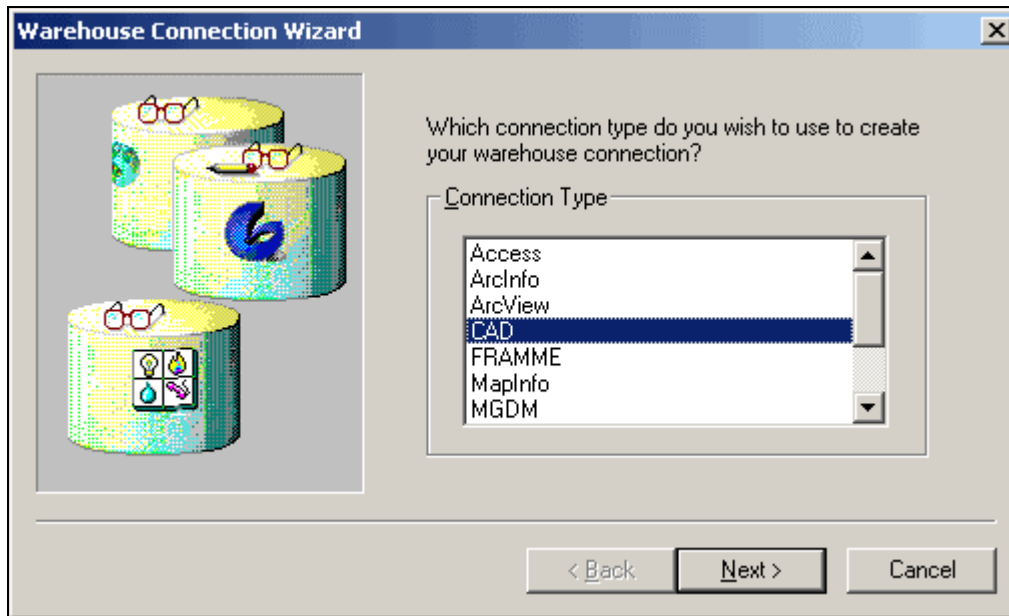 Warehouse Connection Wizard
Which connection type do you wish to use to create
your warehouse connection?
Connection Type
Access
ArcInfo
ArcView
CAD
FRAMME
MapInfo
MGDM
< Back
Next >
Cancel